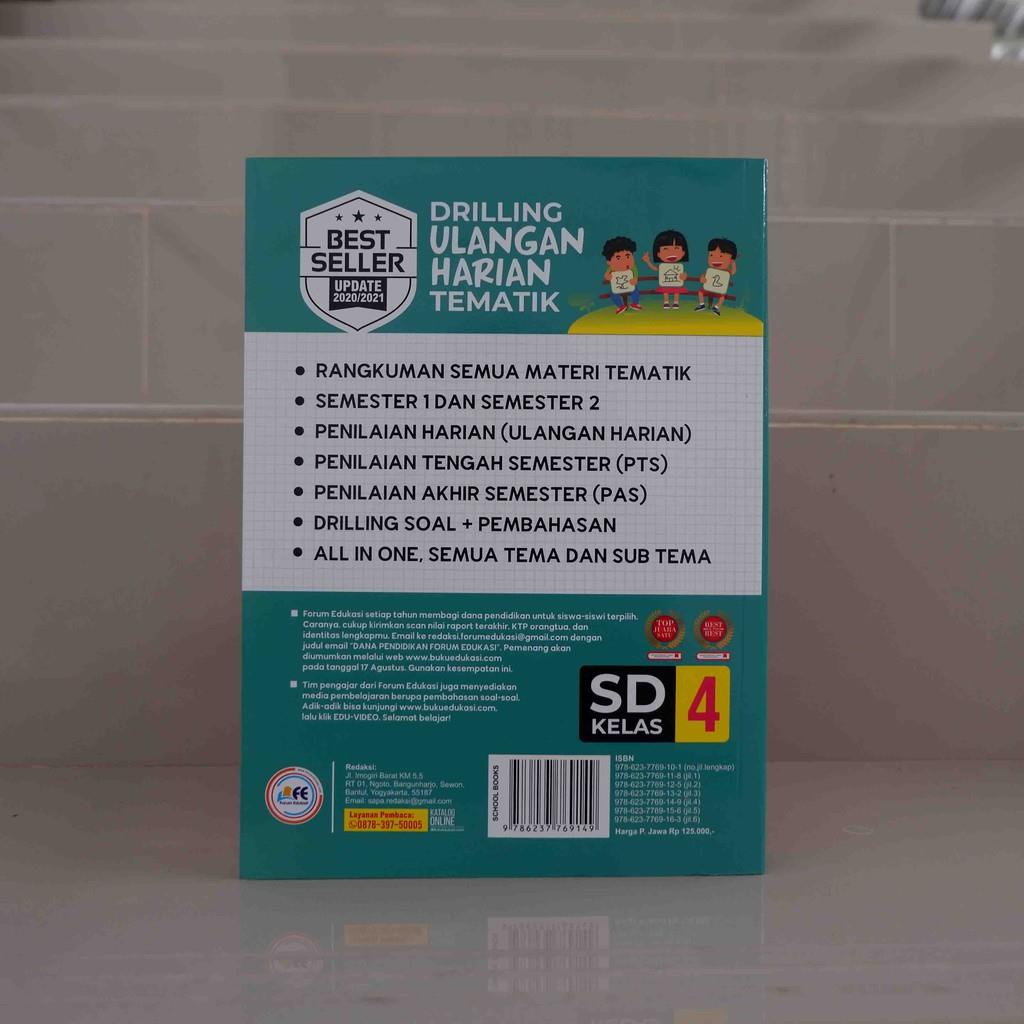 BEST
SELLER
UPDATE
2020/2021
DRILLING
ULANGAN
HARIAN
TEMATIK
• RANGKUMAN SEMUA MATERI TEMATIK
• SEMESTER 1 DAN SEMESTER 2
• PENILAIAN HARIAN (ULANGAN HARIAN)
• PENILAIAN TENGAH SEMESTER (PTS)
• PENILAIAN AKHIR SEMESTER (PAS)
• DRILLING SOAL + PEMBAHASAN
• ALL IN ONE, SEMUA TEMA DAN SUB TEMA
Forum Edukasi setiap tahun membagi dana pendidikan untuk siswa-siswi terpilih.
Caranya, cukup kirimkan scan nilai raport terakhir, KTP orangtua, dan
identitas lengkapmu. Email ke redaksi.forumedukasi@gmail.com dengan
judul email "DANA PENDIDIKAN FORUM EDUKASI". Pemenang akan
diumumkan melalui web www.bukuedukasi.com
pada tanggal 17 Agustus. Gunakan kesempatan ini.
Tim pengajar dari Forum Edukasi juga menyediakan
media pembelajaran berupa pembahasan soal-soal.
Adik-adik bisa kunjungi www.bukuedukasi.com,
lalu klik EDU-VIDEO. Selamat belajar!
TOP
JUARA
SATU
BEST
BEST
SD
KELAS
4
FE
Forum Edukasi
Redaksi:
Jl. Imogiri Barat KM 5,5
RT 01, Ngoto, Bangunharjo, Sewon,
Bantul, Yogyakarta, 55187
Email: sapa.redaksi@gmail.com
Layanan Pembaca:
0878-397-50005
KATALOG
ONLINE
SCHOOL BOOKS
9 786237 769149
ISBN
978-623-7769-10-1 (no.jil.lengkap)
978-623-7769-11-8 (jil.1)
978-623-7769-12-5 (jil.2)
978-623-7769-13-2 (jil.3)
978-623-7769-14-9 (jil.4)
978-623-7769-15-6 (jil.5)
978-623-7769-16-3 (jil.6)
Harga P. Jawa Rp 125.000,-